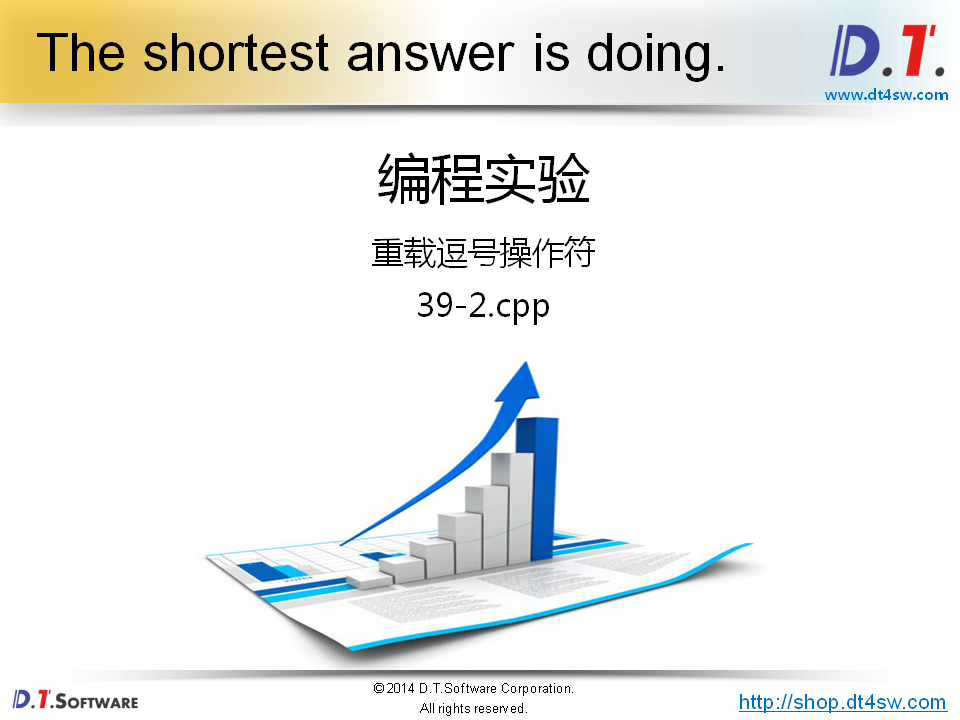 The shortest answer is doing.
D.T.
www.dt4sw.com
编程实验
重载逗号操作符
39-2.cpp
2009
D.T.SOFTWARE
©2014 D.T.Software Corporation.
All rights reserved.
http://shop.dt4sw.com